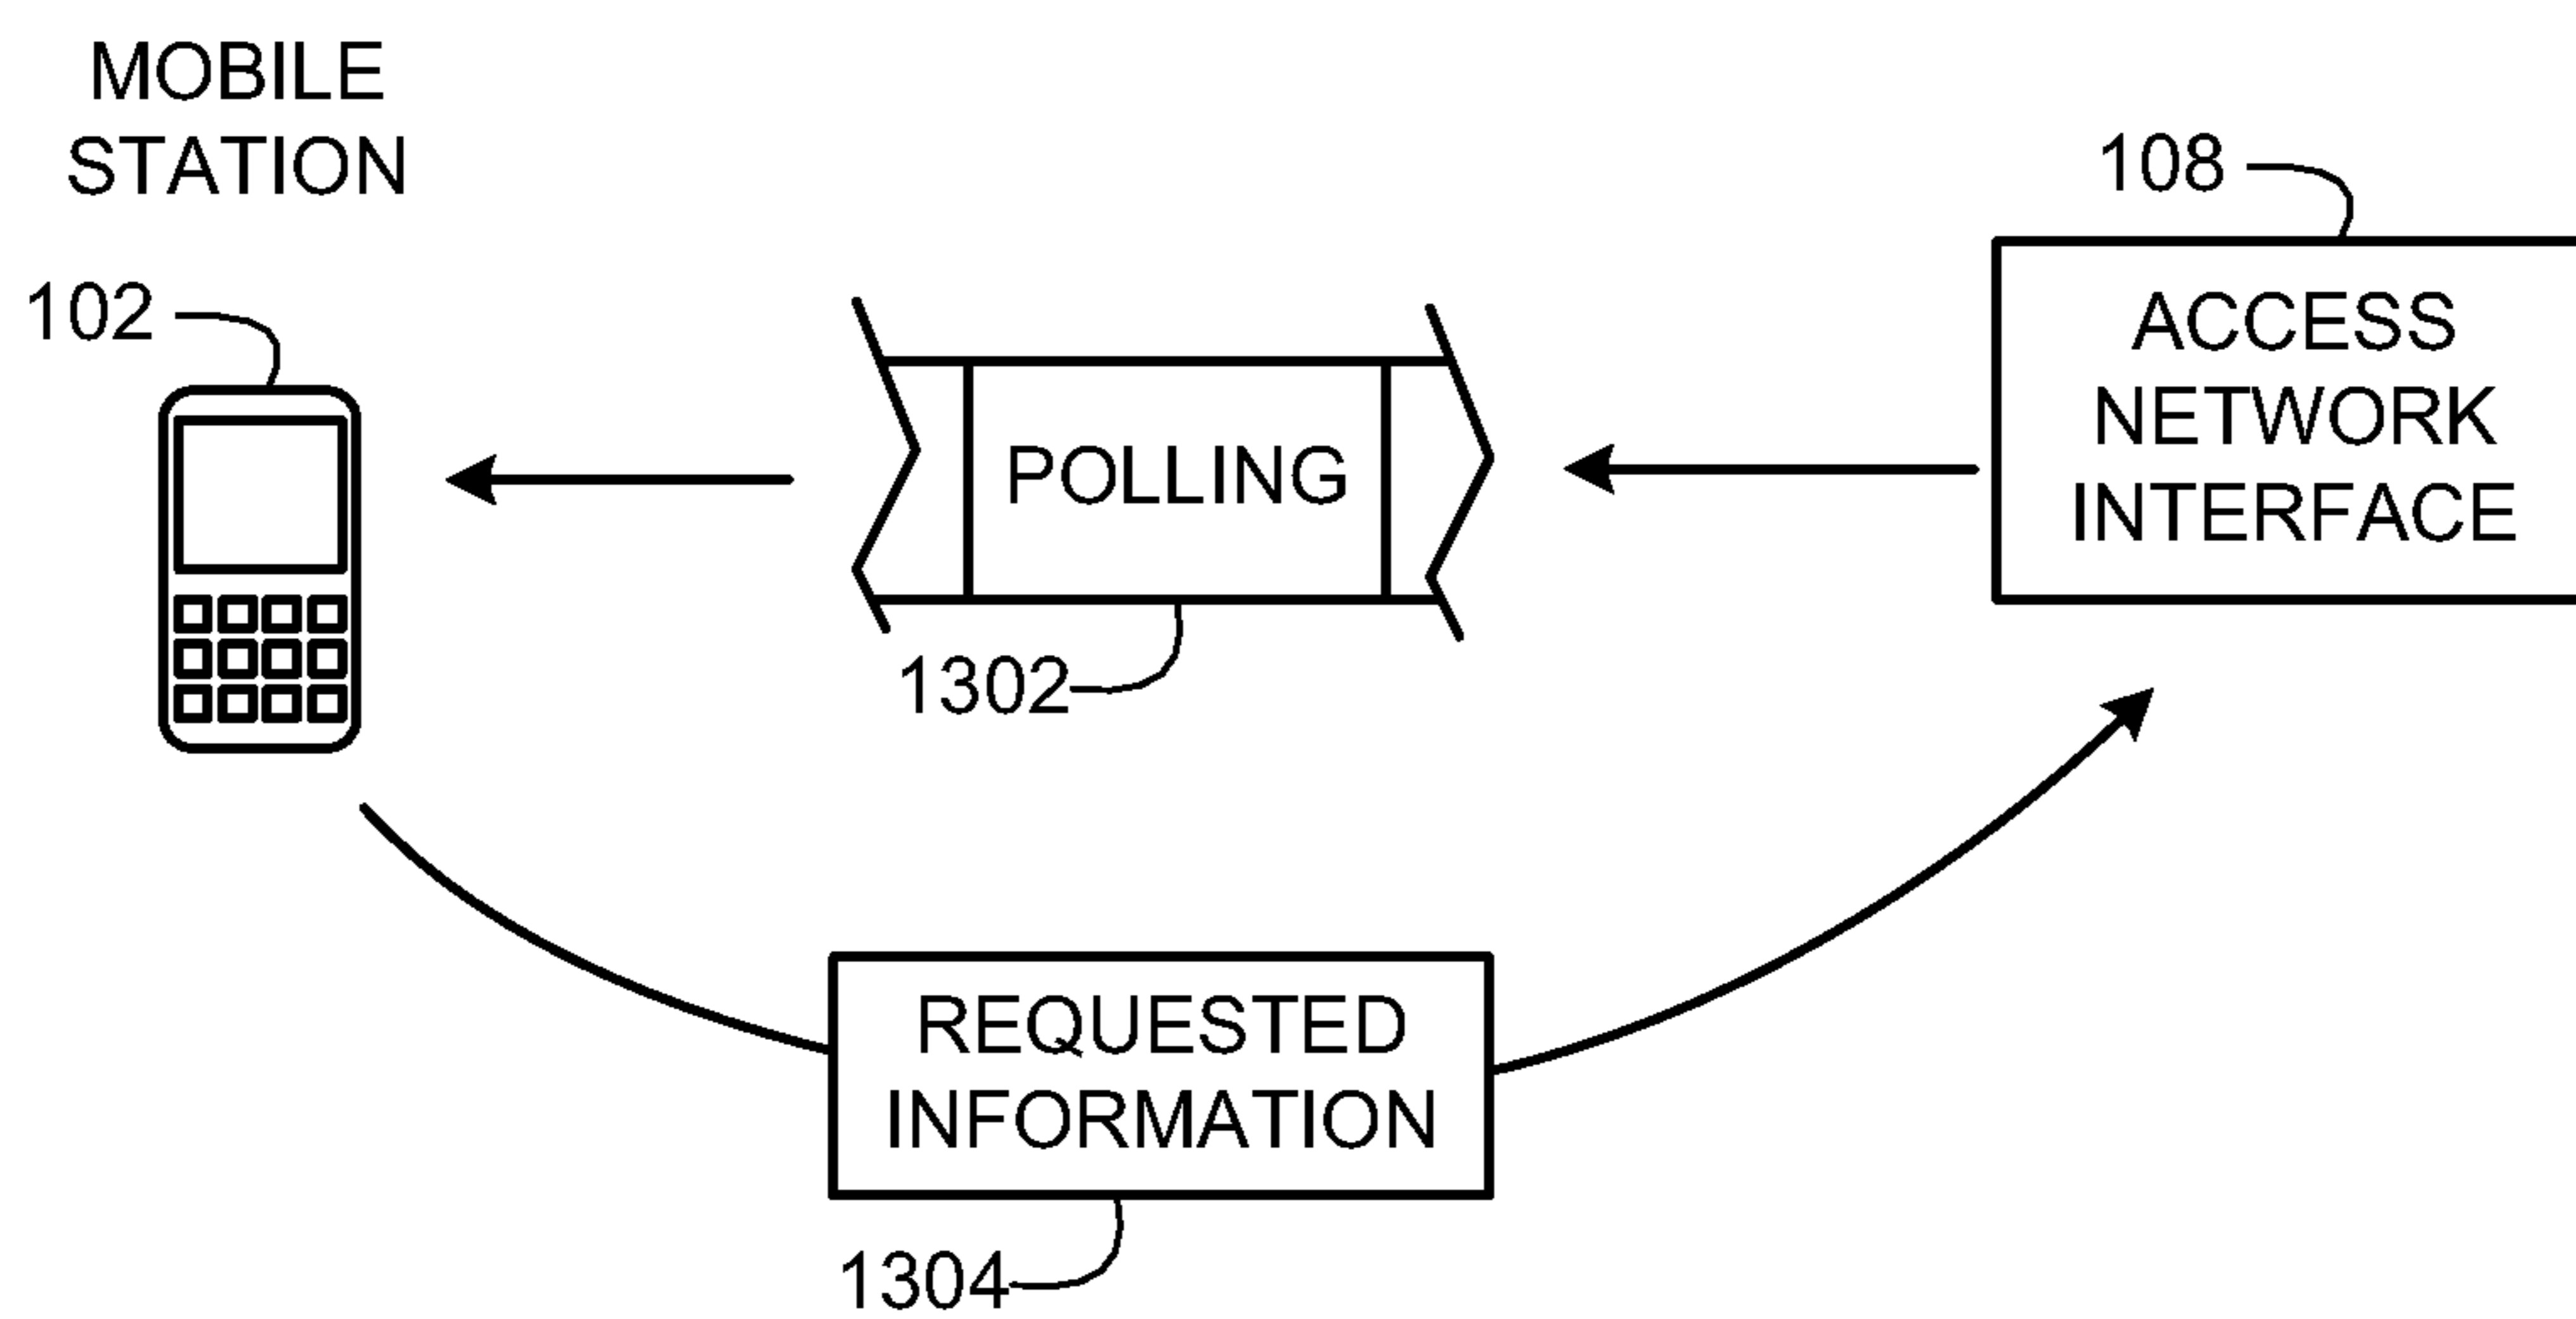 MOBILE
STATION
102
108
ACCESS
NETWORK
INTERFACE
POLLING
1302
REQUESTED
INFORMATION
1304